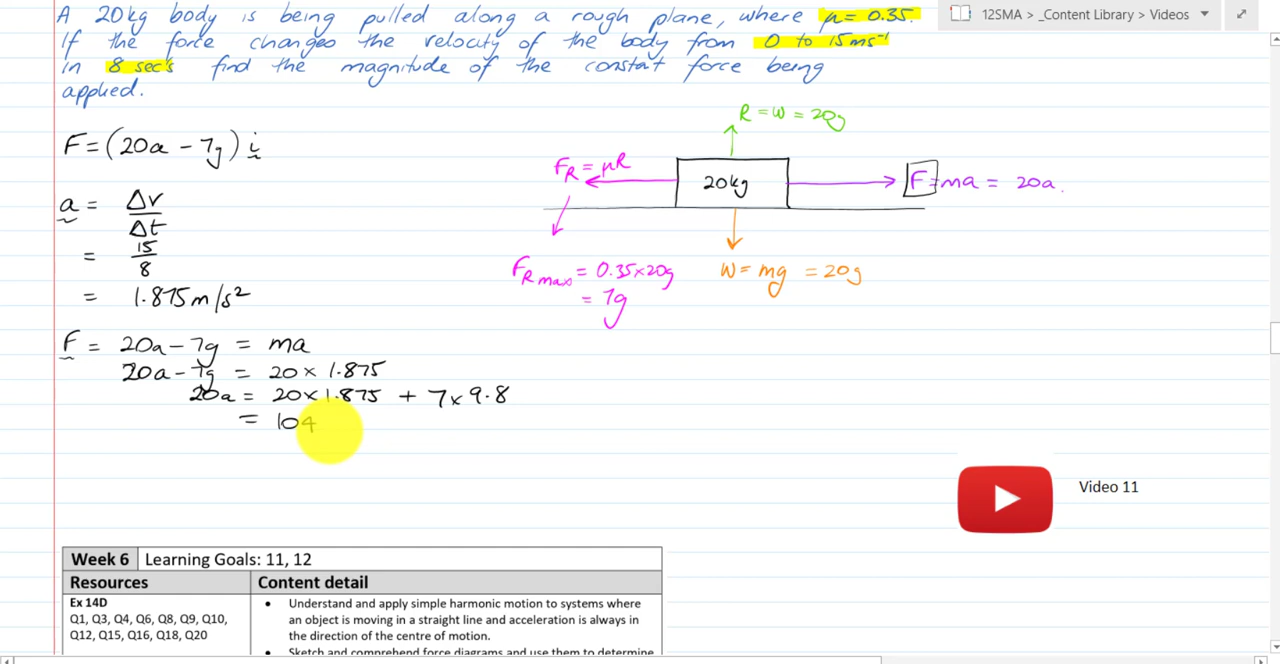 A 20kg body is being pulled along a rough plane, where μ = 0.35.
If the force changes the velocity of the body from 0 to 15ms⁻¹
in 8 sec's find the magnitude of the constant force being
applied.
12SMA > _Content Library > Videos
F = (20a - 7g) i
a = Δv/Δt
= 15/8
= 1.875m/s²
F = 20a - 7g = ma
20a - 7g = 20 × 1.875
20a = 20 × 1.875 + 7 × 9.8
= 104
R = W = 20g
F_R = μR
20kg
F = ma = 20a.
F_R max = 0.35 × 20g
= 7g
W = mg = 20g
Video 11
Week 6 Learning Goals: 11, 12
Resources Content detail
Ex 14D
Q1, Q3, Q4, Q6, Q8, Q9, Q10,
Q12, Q15, Q16, Q18, Q20
• Understand and apply simple harmonic motion to systems where
an object is moving in a straight line and acceleration is always in
the direction of the centre of motion.
• Sketch and comprehend force diagrams and use them to determine